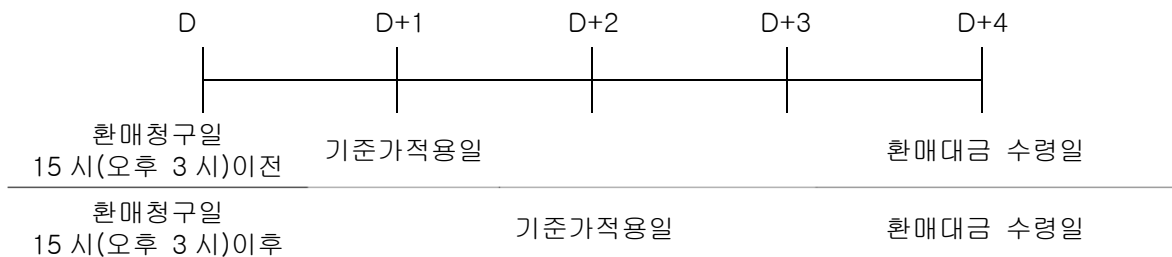 D D+1 D+2 D+3 D+4
환매청구일
15 시(오후 3 시)이전
기준가적용일
환매대금 수령일
환매청구일
15 시(오후 3 시)이후
기준가적용일
환매대금 수령일